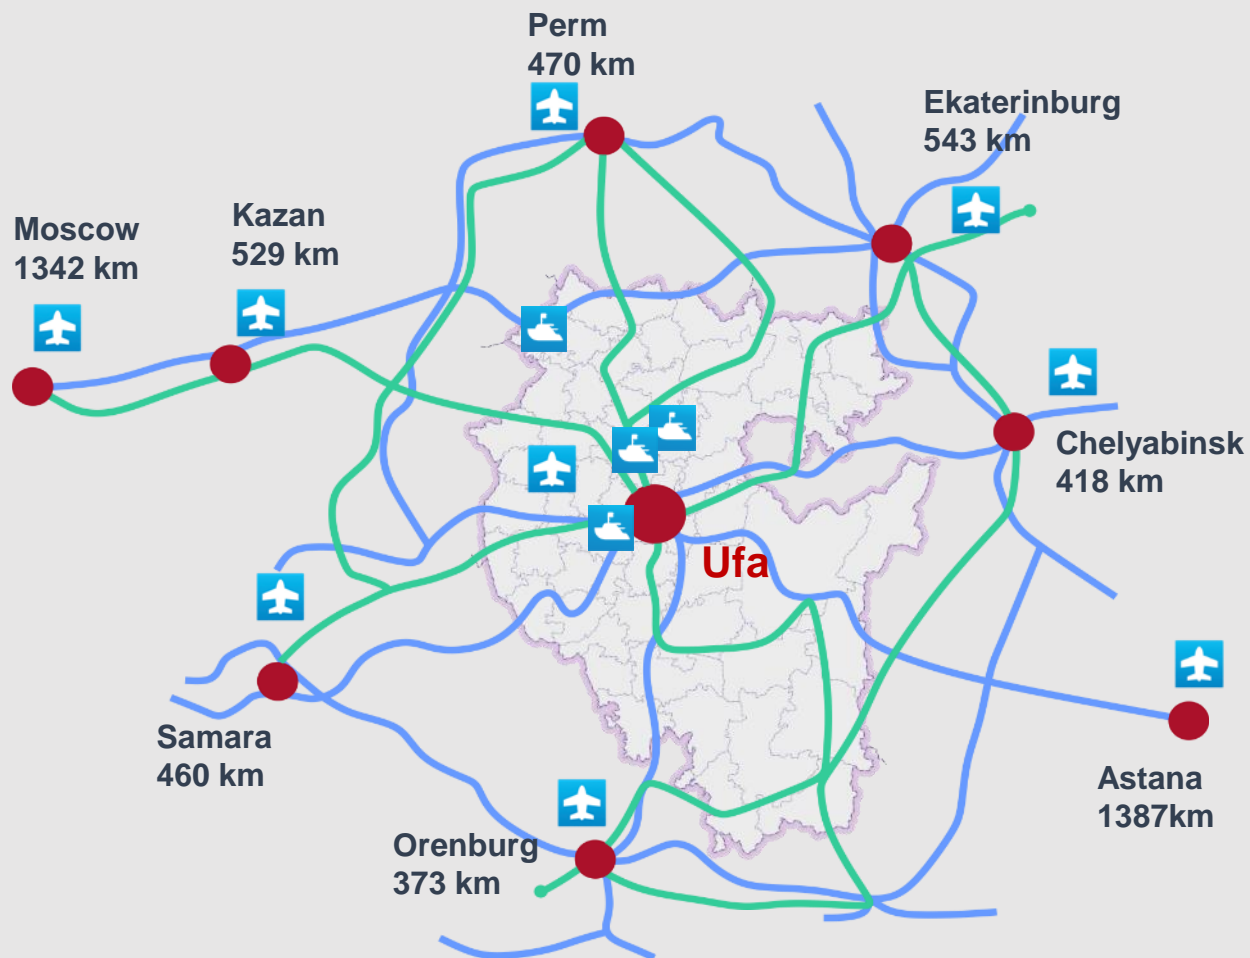 Perm
470 km
Ekaterinburg
543 km
Kazan
529 km
Moscow
1342 km
Chelyabinsk
418 km
Ufa
Samara
460 km
Astana
1387km
Orenburg
373 km